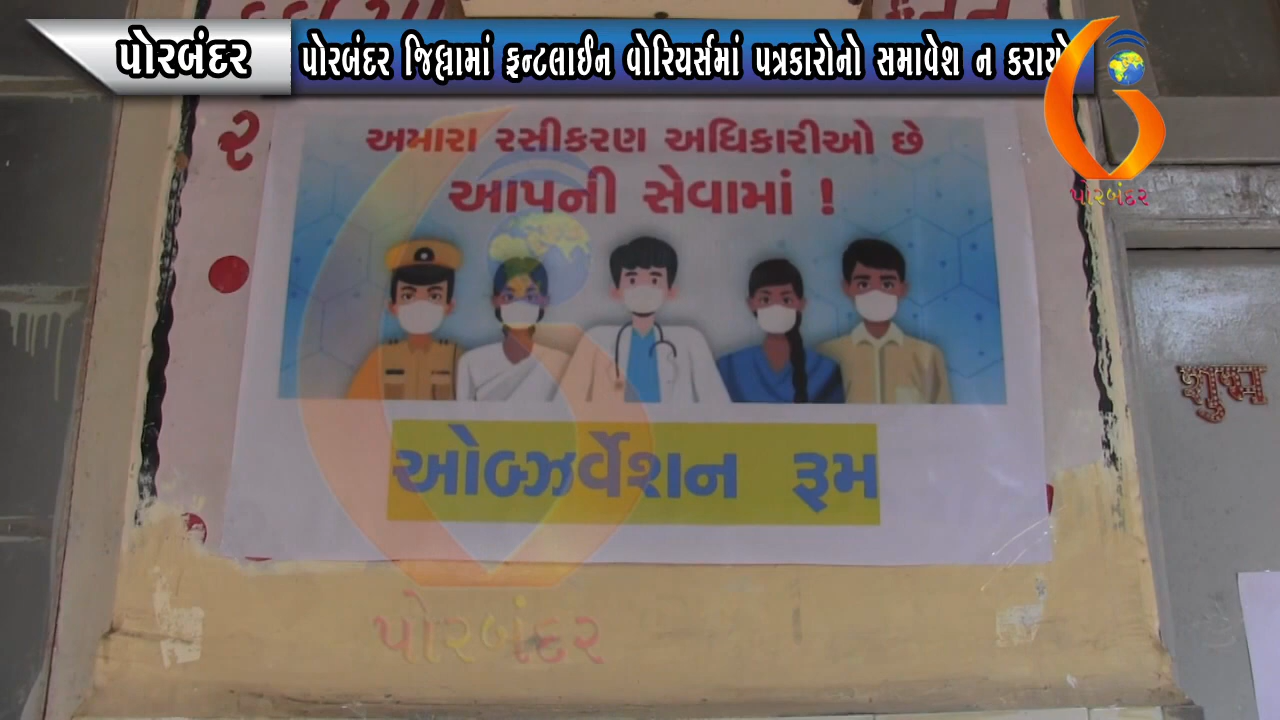 પોરબંદર
પોરબંદર જિલ્લામાં ફ્રન્ટલાઈન વોરિયર્સમાં પત્રકારોનો સમાવેશ ન કરાયો
પોરબંદર
ર
અમારા રસીકરણ અધિકારીઓ છે
આપની સેવામાં !
ઓબ્ઝર્વેશન રૂમ
શુભ
પોરબંદર